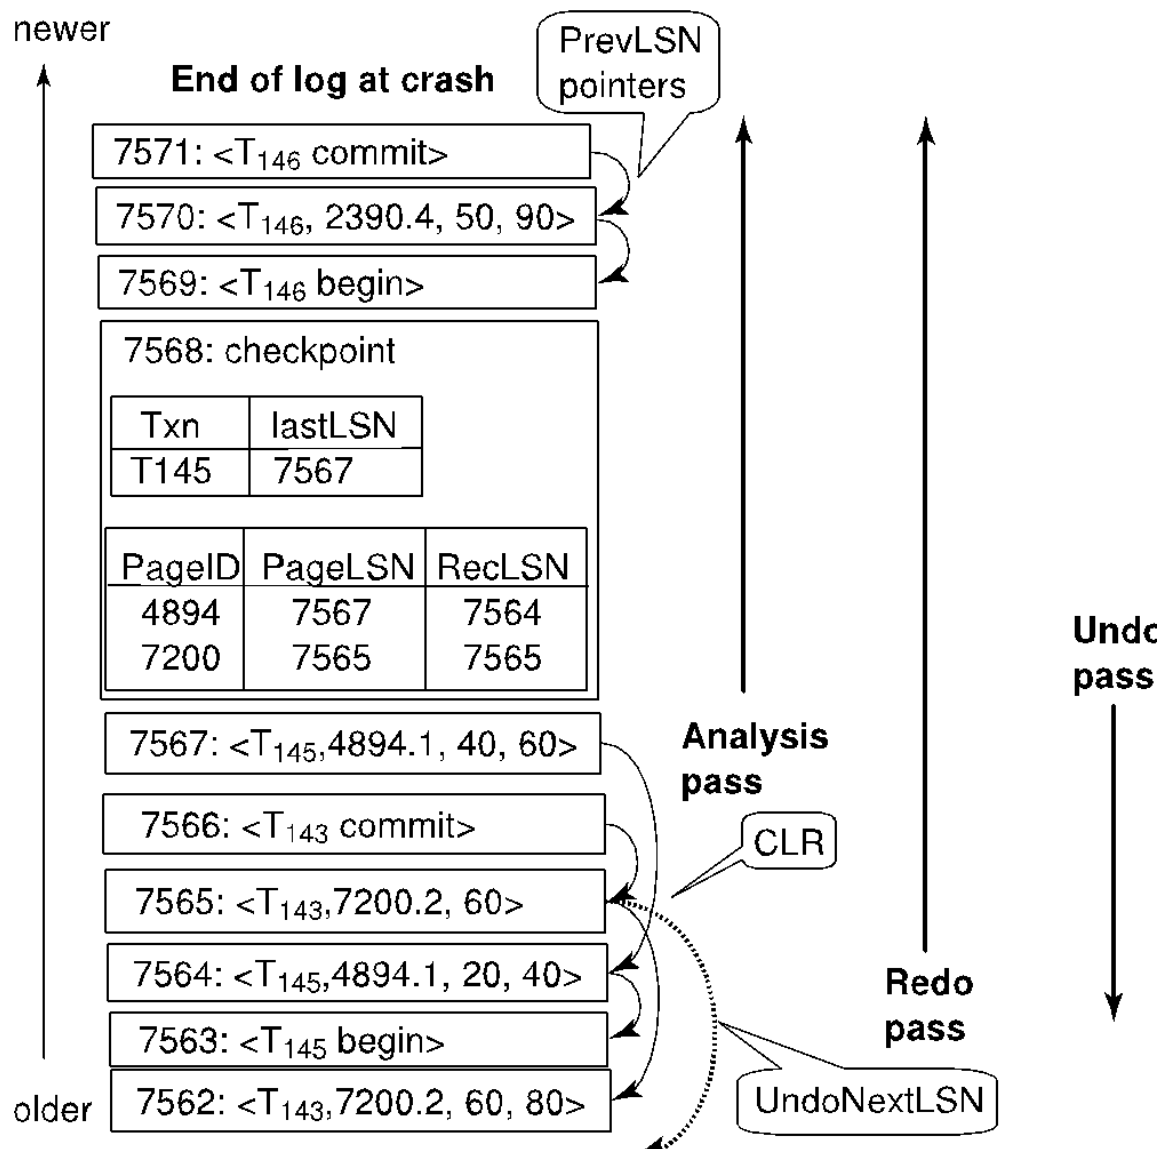 newer
PrevLSN
pointers
End of log at crash
7571: <T146 commit>
7570: <T146, 2390.4, 50, 90>
7569: <T146 begin>
7568: checkpoint
Txn lastLSN
T145 7567
PageID PageLSN RecLSN
4894 7567 7564
7200 7565 7565
Undo
pass
7567: <T145,4894.1, 40, 60>
Analysis
pass
7566: <T143 commit>
CLR
7565: <T143,7200.2, 60>
7564: <T145,4894.1, 20, 40>
Redo
pass
7563: <T145 begin>
older
7562: <T143,7200.2, 60, 80>
UndoNextLSN